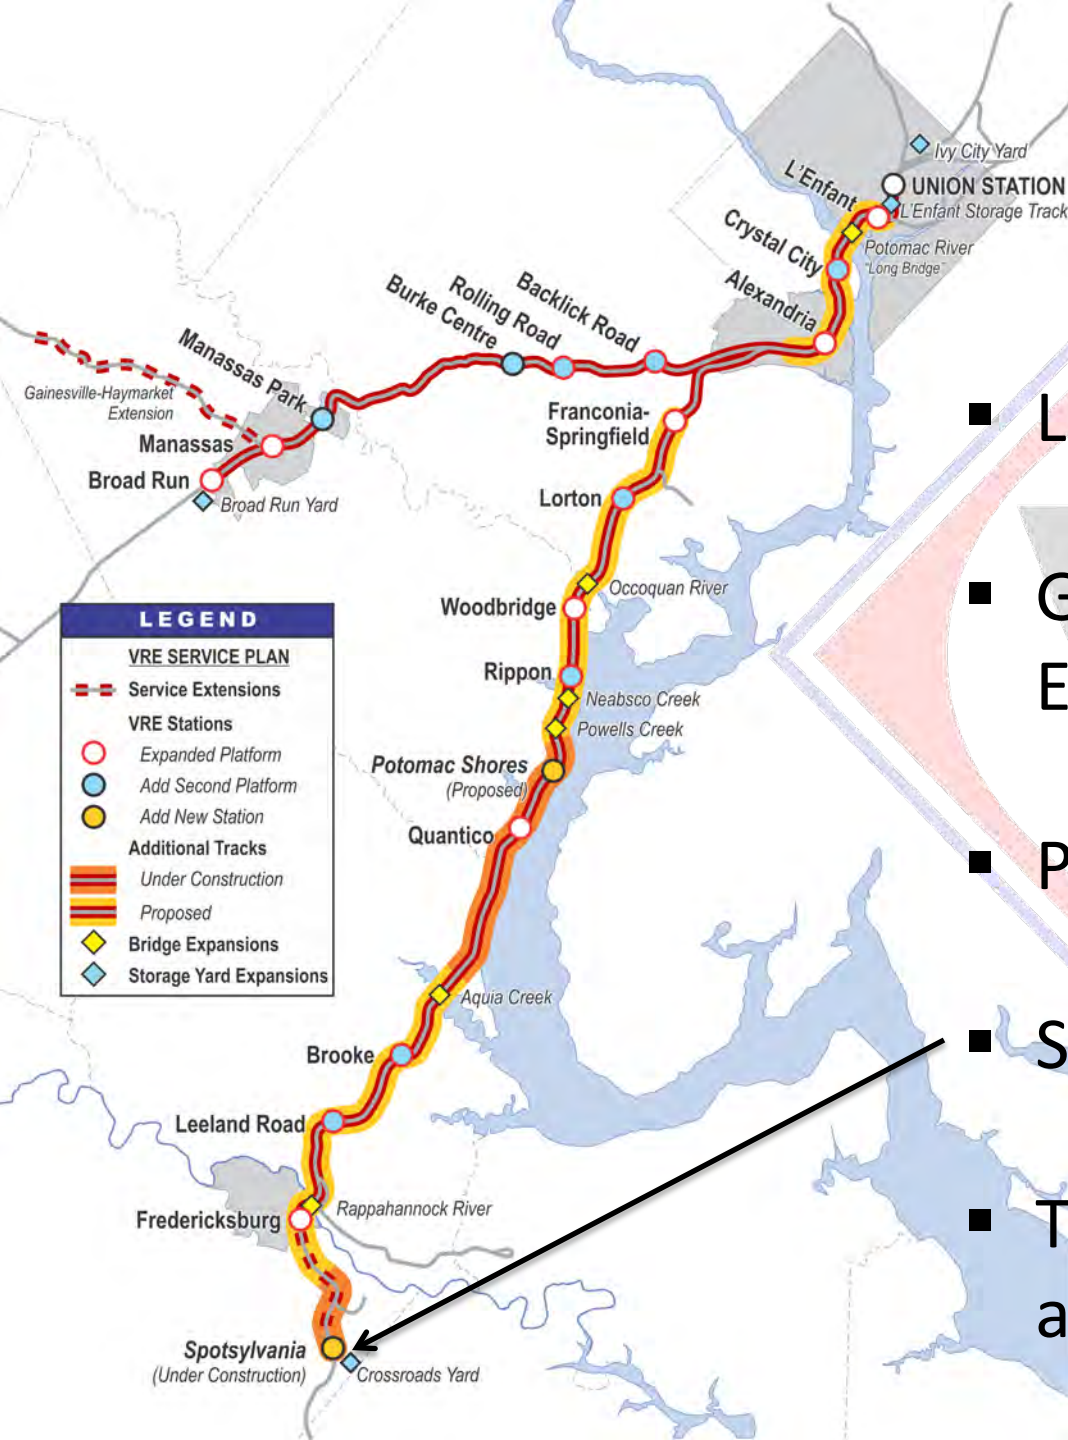 Ivy City Yard
UNION STATION
L'Enfant
L'Enfant Storage Track
Crystal City
Potomac River
"Long Bridge"
Alexandria
Backlick Road
Rolling Road
Burke Centre
Manassas Park
Gainesville-Haymarket
Extension
Manassas
Broad Run
Broad Run Yard
Franconia-
Springfield
Lorton
Occoquan River
Woodbridge
Rippon
Neabsco Creek
Powells Creek
Potomac Shores
(Proposed)
Quantico
Aquia Creek
Brooke
Leeland Road
Rappahannock River
Fredericksburg
Spotsylvania
(Under Construction)
Crossroads Yard
LEGEND
VRE SERVICE PLAN
Service Extensions
VRE Stations
Expanded Platform
Add Second Platform
Add New Station
Additional Tracks
Under Construction
Proposed
Bridge Expansions
Storage Yard Expansions
▪ L
▪ G
E
▪ P
▪ S
▪ T
a